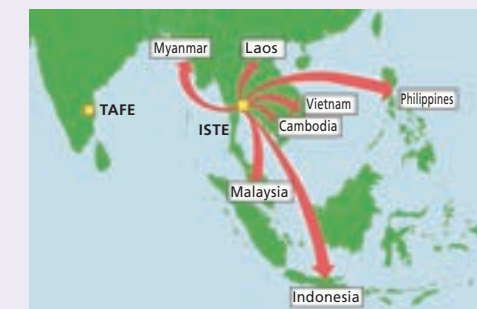 Myanmar
Laos
TAFE
ISTE
Vietnam
Cambodia
Philippines
Malaysia
Indonesia